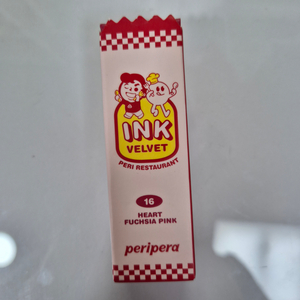 INK
VELVET
PERI RESTAURANT
16
HEART
FUCHSIA PINK
peripera